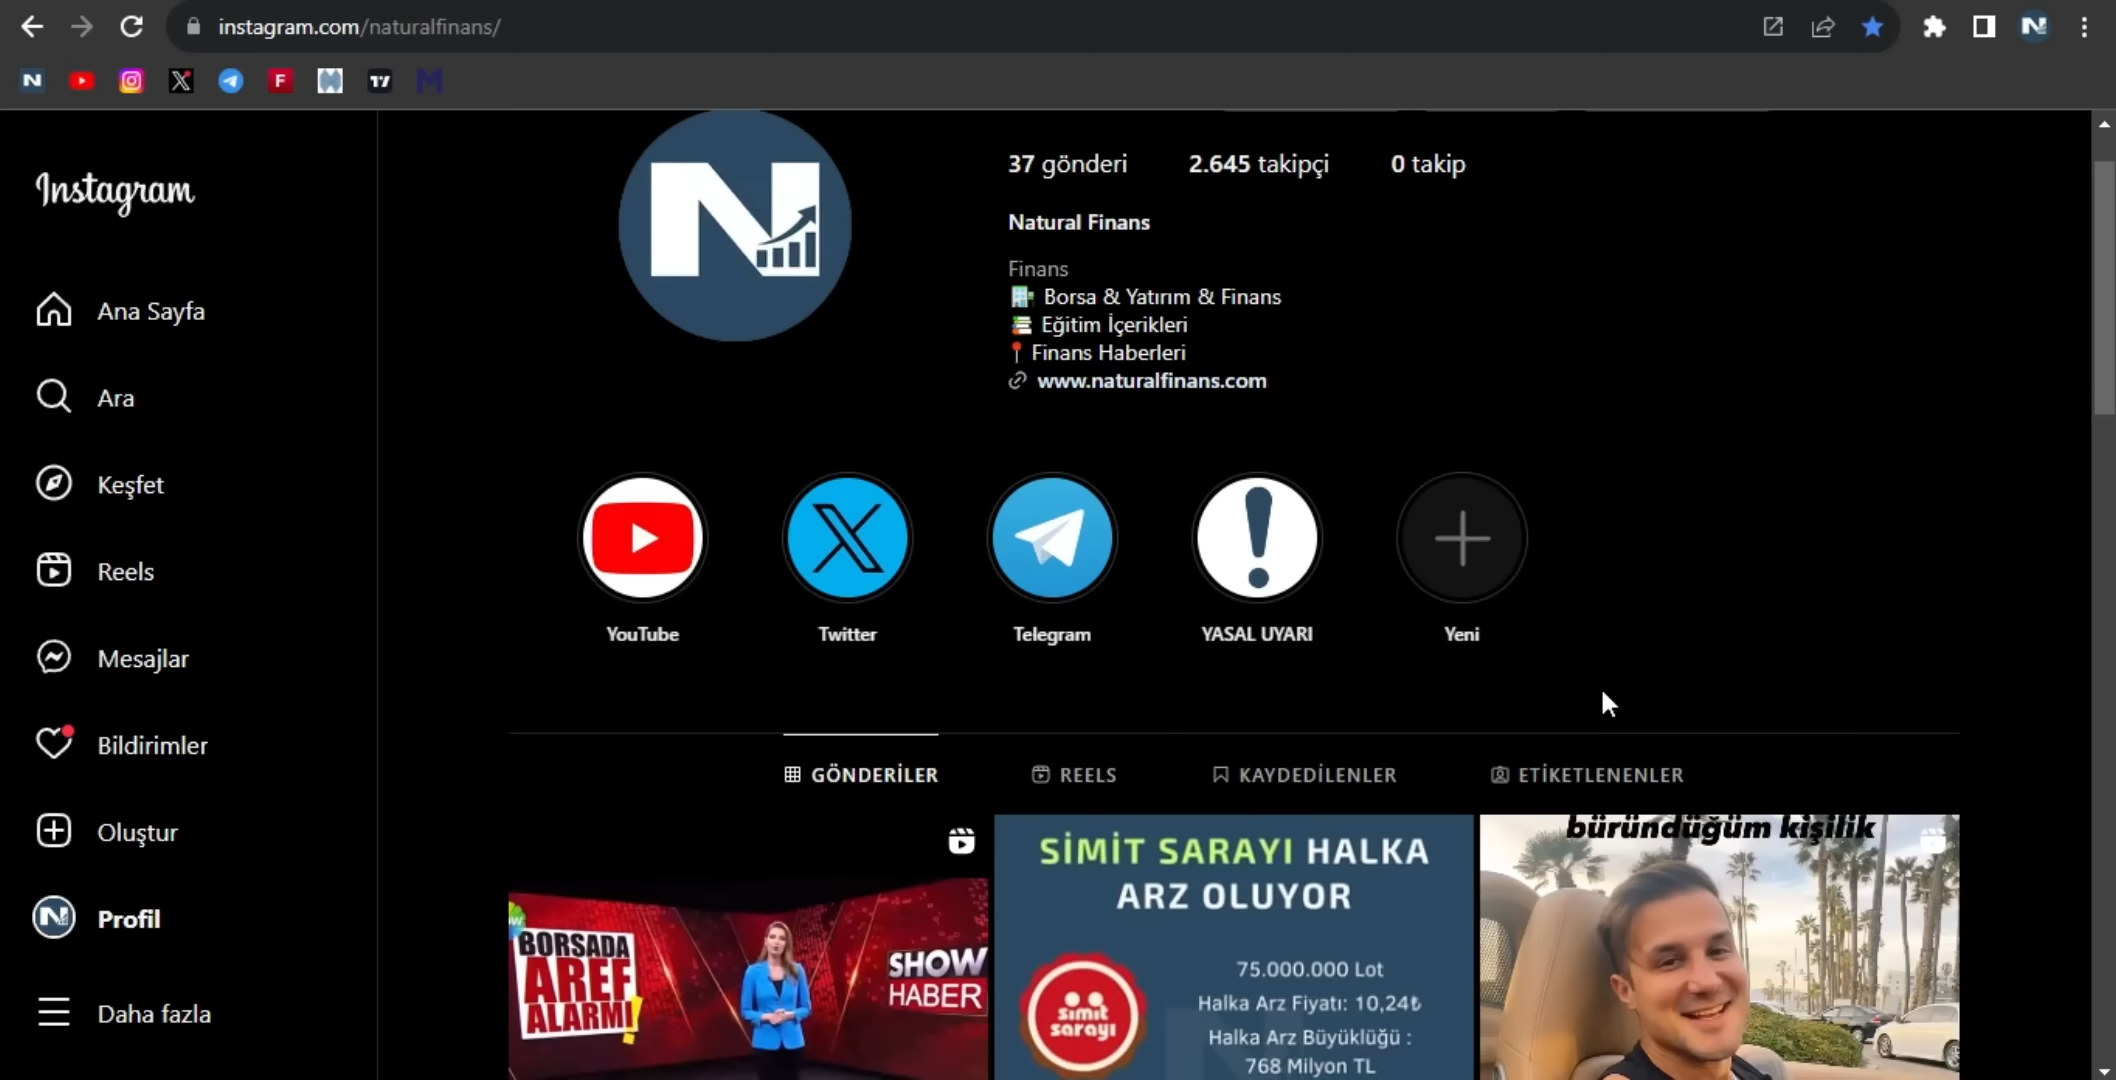 instagram.com/naturalfinans/
Instagram
Ana Sayfa
Ara
Keşfet
Reels
Mesajlar
Bildirimler
Oluştur
Profil
Daha fazla
37 gönderi 2.645 takipçi 0 takip
Natural Finans
Finans
Borsa & Yatırım & Finans
Eğitim İçerikleri
Finans Haberleri
www.naturalfinans.com
YouTube
Twitter
Telegram
YASAL UYARI
Yeni
GÖNDERİLER
REELS
KAYDEDİLENLER
ETİKETLENENLER
BORSADA
AREF
ALARMI!
SHOW
HABER
SİMİT SARAYI HALKA
ARZ OLUYOR
simit
sarayı
75.000.000 Lot
Halka Arz Fiyatı: 10,24₺
Halka Arz Büyüklüğü :
768 Milyon TL
büründüğüm kişilik